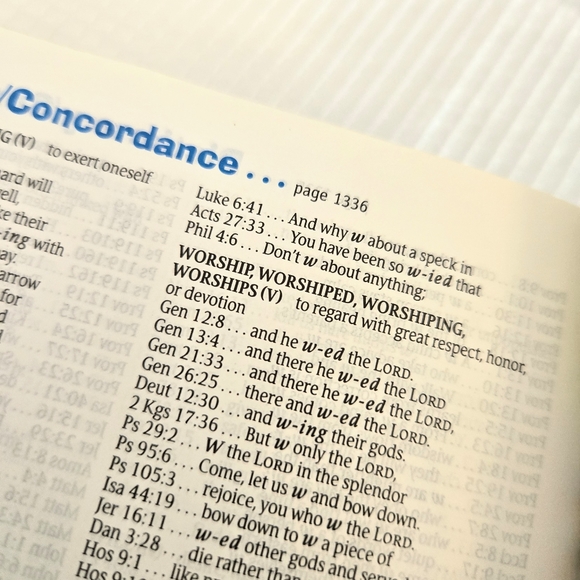 /Concordance... page 1336
G (V) to exert oneself
ard will
ell,
e their
-ing with
ay.
arrow
for
Luke 6:41... And why w about a speck in
Acts 27:33... You have been so w-ied that
Phil 4:6... Don't w about anything;
WORSHIP, WORSHIPED, WORSHIPING,
WORSHIPS (V) to regard with great respect, honor,
or devotion
Gen 12:8... and he w-ed the LORD.
Gen 13:4... and there he w-ed the LORD
Gen 21:33... and there he w-ed the LORD,
Gen 26:25... there and w-ed the LORD.
Deut 12:30... and w-ing their gods.
2 Kgs 17:36... But w only the LORD,
Ps 29:2... W the LORD in the splendor
Ps 95:6... Come, let us w and bow down.
Ps 105:3... rejoice, you who w the LORD.
Isa 44:19... bow down to w a piece of
Jer 16:11... w-ed other gods and
Dan 3:28... die rather than
Hos 9:1... like